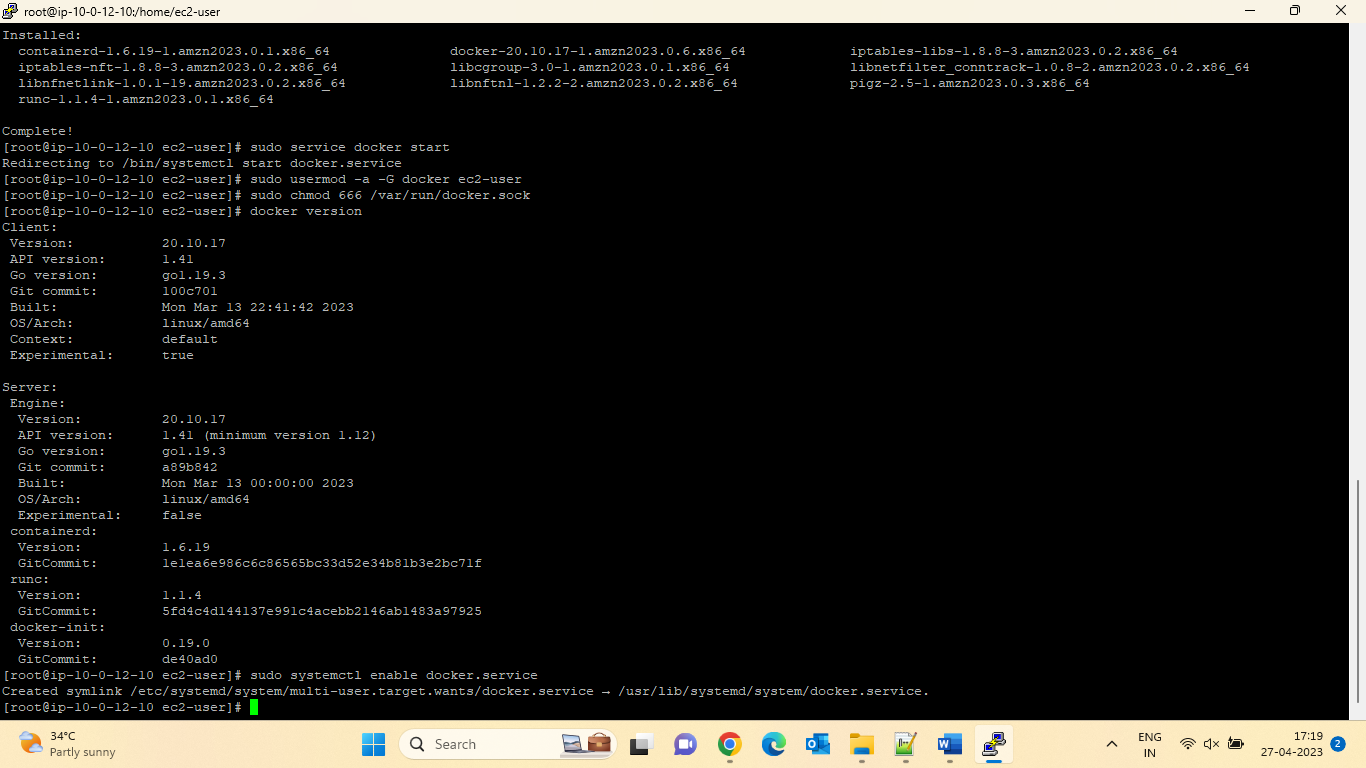 root@ip-10-0-12-10:/home/ec2-user
Installed:
containerd-1.6.19-1.amzn2023.0.1.x86_64 docker-20.10.17-1.amzn2023.0.6.x86_64 iptables-libs-1.8.8-3.amzn2023.0.2.x86_64
iptables-nft-1.8.8-3.amzn2023.0.2.x86_64 libcgroup-3.0-1.amzn2023.0.1.x86_64 libnetfilter_conntrack-1.0.8-2.amzn2023.0.2.x86_64
libnfnetlink-1.0.1-19.amzn2023.0.2.x86_64 libnftnl-1.2.2-2.amzn2023.0.2.x86_64 pigz-2.5-1.amzn2023.0.3.x86_64
runc-1.1.4-1.amzn2023.0.1.x86_64
Complete!
[root@ip-10-0-12-10 ec2-user]# sudo service docker start
Redirecting to /bin/systemctl start docker.service
[root@ip-10-0-12-10 ec2-user]# sudo usermod -a -G docker ec2-user
[root@ip-10-0-12-10 ec2-user]# sudo chmod 666 /var/run/docker.sock
[root@ip-10-0-12-10 ec2-user]# docker version
Client:
Version: 20.10.17
API version: 1.41
Go version: go1.19.3
Git commit: 100c701
Built: Mon Mar 13 22:41:42 2023
OS/Arch: linux/amd64
Context: default
Experimental: true
Server:
Engine:
Version: 20.10.17
API version: 1.41 (minimum version 1.12)
Go version: go1.19.3
Git commit: a89b842
Built: Mon Mar 13 00:00:00 2023
OS/Arch: linux/amd64
Experimental: false
containerd:
Version: 1.6.19
GitCommit: 1e1ea6e986c6c86565bc33d52e34b81b3e2bc71f
runc:
Version: 1.1.4
GitCommit: 5fd4c4d144137e991c4acebb2146ab1483a97925
docker-init:
Version: 0.19.0
GitCommit: de40ad0
[root@ip-10-0-12-10 ec2-user]# sudo systemctl enable docker.service
Created symlink /etc/systemd/system/multi-user.target.wants/docker.service → /usr/lib/systemd/system/docker.service.
[root@ip-10-0-12-10 ec2-user]#
34°C
Partly sunny
Search
ENG
IN
17:19
27-04-2023
2